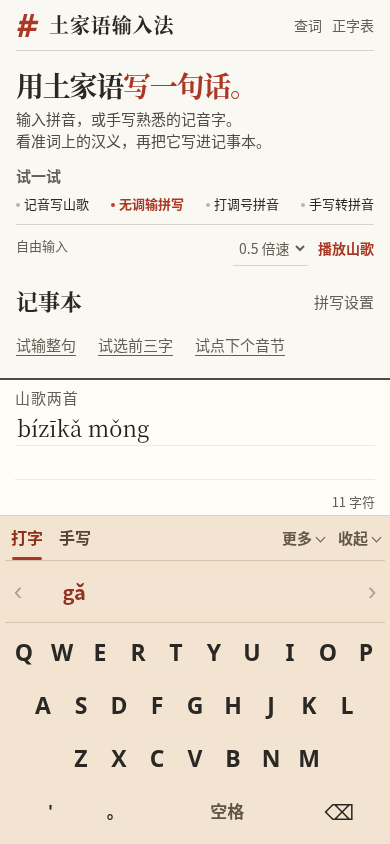 # 土家语输入法 查词 正字表
用土家语写一句话。
输入拼音，或手写熟悉的记音字。
看准词上的汉义，再把它写进记事本。
试一试
• 记音写山歌 • 无调输拼写 • 打调号拼音 • 手写转拼音
自由输入 0.5 倍速 播放山歌
记事本 拼写设置
试输整句 试选前三字 试点下个音节
山歌两首
bízīkǎ mǒng
11 字符
打字 手写 更多 收起
‹ gǎ ›
Q W E R T Y U I O P
A S D F G H J K L
Z X C V B N M
' 。 空格 ⌫